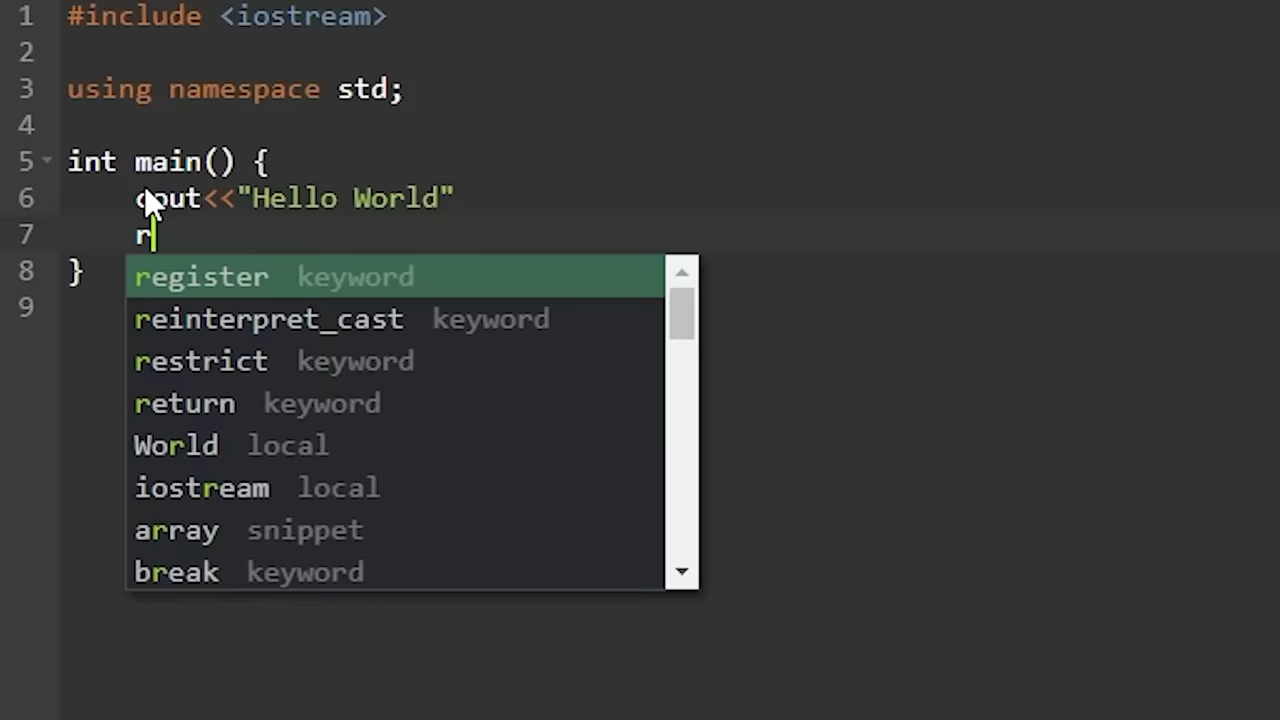 1 #include <iostream>
2
3 using namespace std;
4
5 int main() {
6 cout<<"Hello World"
7 r
8 }
9
register keyword
reinterpret_cast keyword
restrict keyword
return keyword
World local
iostream local
array snippet
break keyword